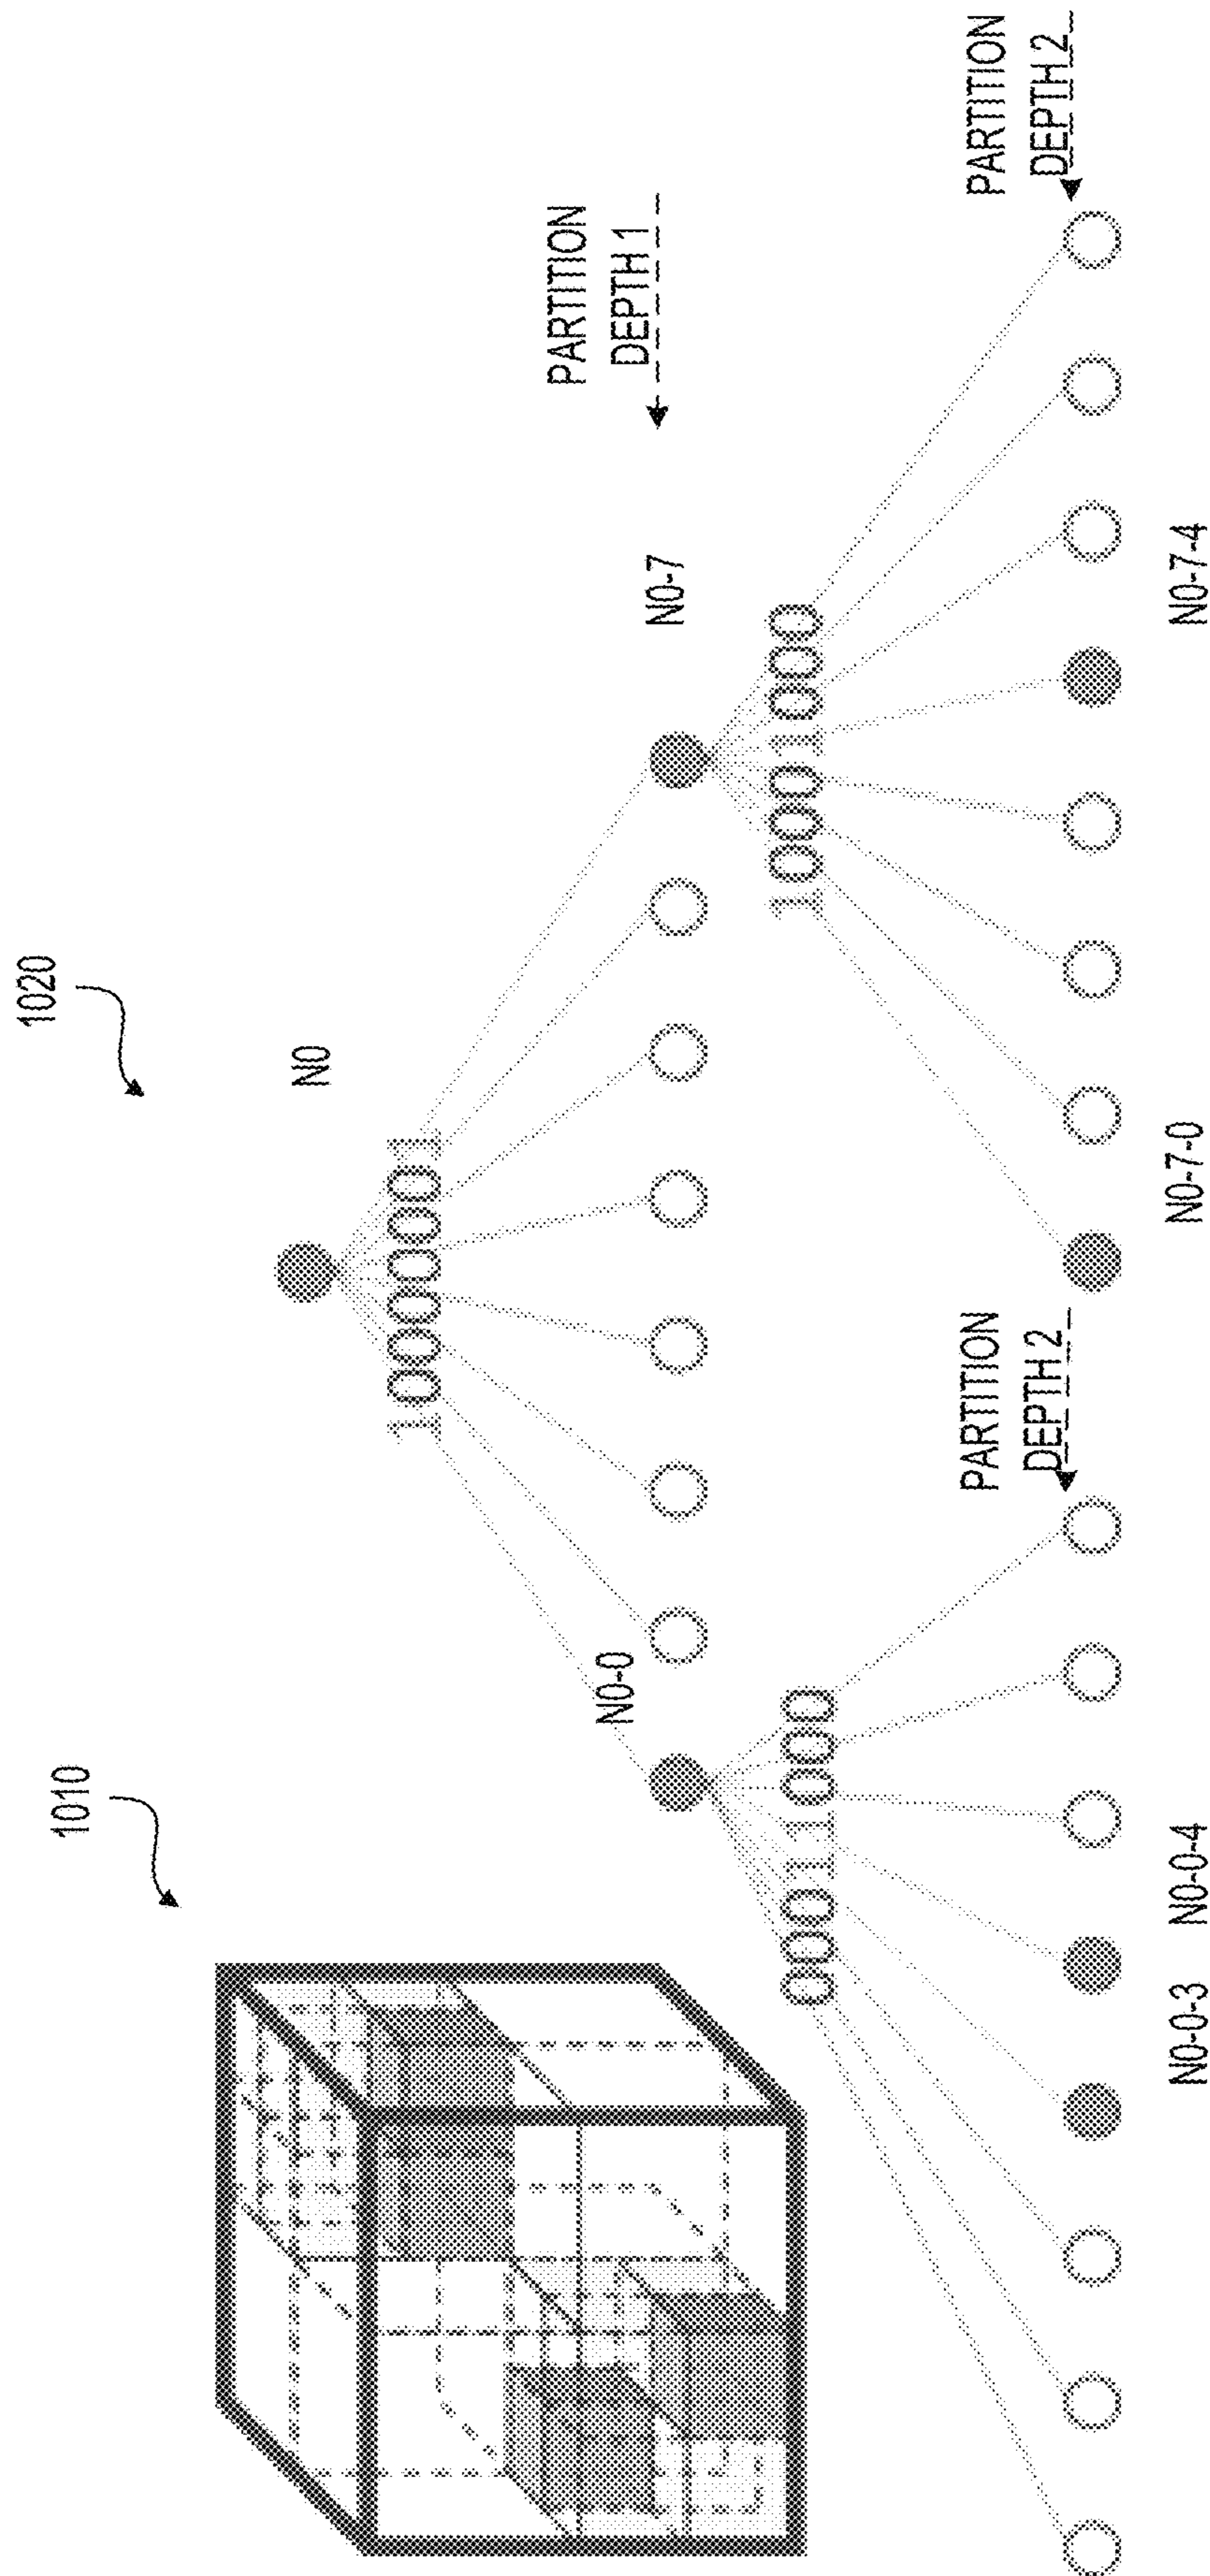 1010
1020
N0
10000001
N0-0
N0-7
PARTITION
DEPTH 1
00011000
10001000
PARTITION
DEPTH 2
PARTITION
DEPTH 2
N0-0-3
N0-0-4
N0-7-0
N0-7-4